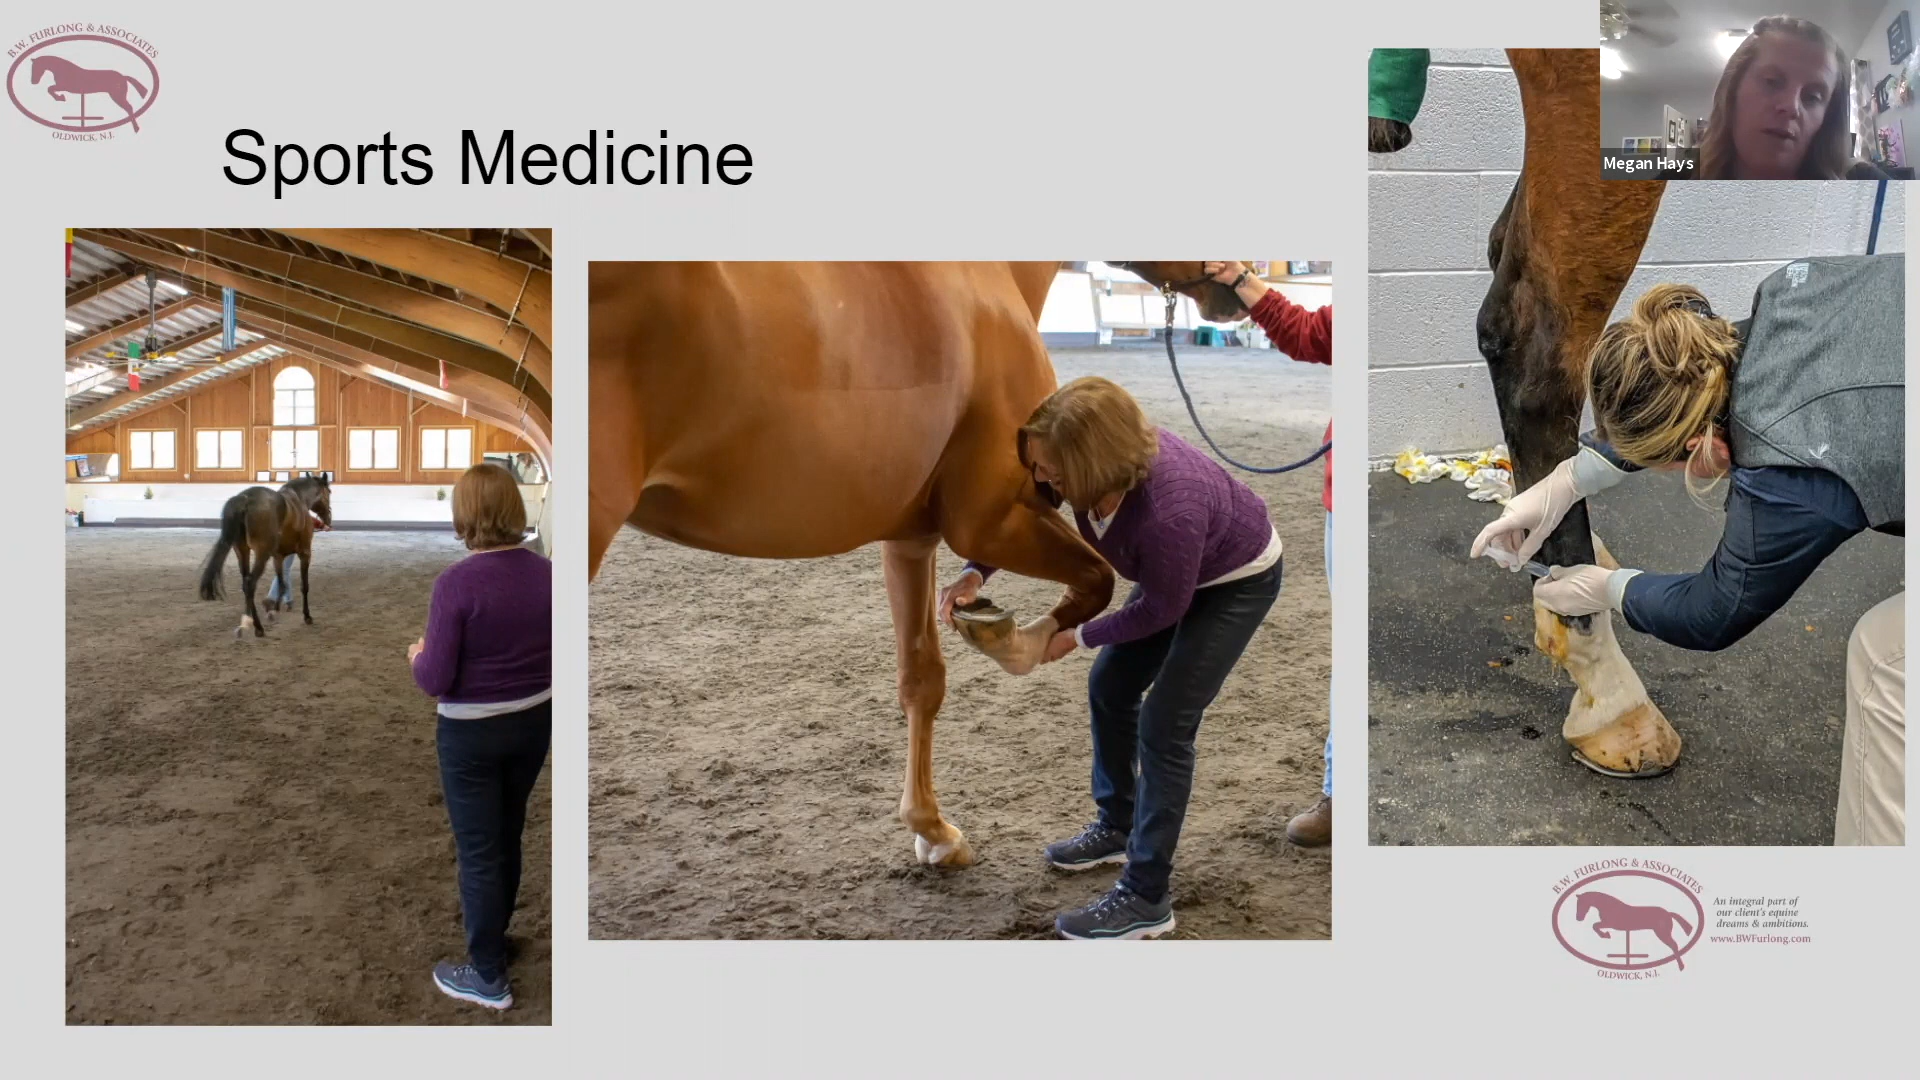 B.W. FURLONG & ASSOCIATES
OLDWICK, N.J.
Sports Medicine
Megan Hays
B.W. FURLONG & ASSOCIATES
OLDWICK, N.J.
An integral part of
our client's equine
dreams & ambitions.
www.BWFurlong.com